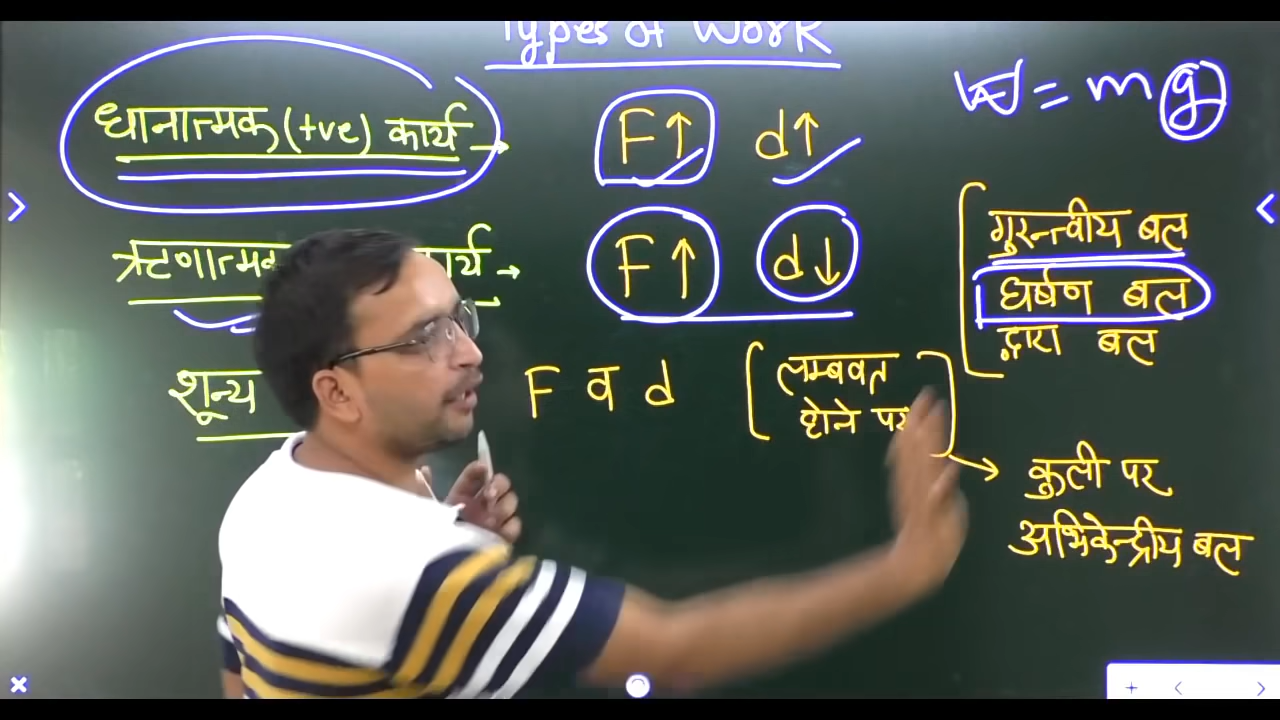 Types of Work
W = mg
धानात्मक (+ve) कार्य → F↑ d↑
कार्य → F↑ d↓
गुरुत्वीय बल
घर्षण बल
द्वारा बल
शून्य F व d [लम्बवत होने पर] →
कुली पर
अभिकेन्द्रीय बल